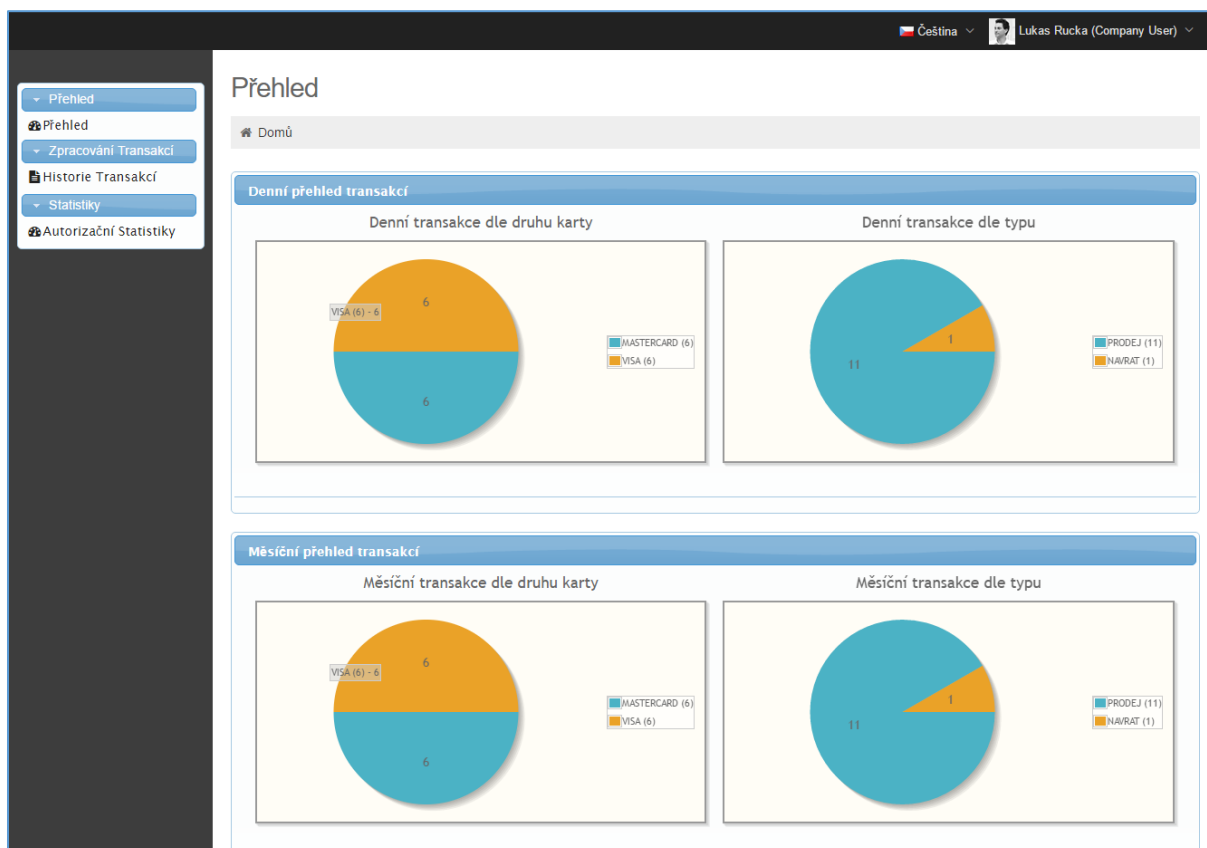 Čeština
Lukas Rucka (Company User)
Přehled
Přehled
Zpracování Transakcí
Historie Transakcí
Statistiky
Autorizační Statistiky
Přehled
Domů
Denní přehled transakcí
Denní transakce dle druhu karty
6
VISA (6) - 6
6
MASTERCARD (6)
VISA (6)
Denní transakce dle typu
1
11
PRODEJ (11)
NAVRAT (1)
Měsíční přehled transakcí
Měsíční transakce dle druhu karty
6
VISA (6) - 6
6
MASTERCARD (6)
VISA (6)
Měsíční transakce dle typu
1
11
PRODEJ (11)
NAVRAT (1)